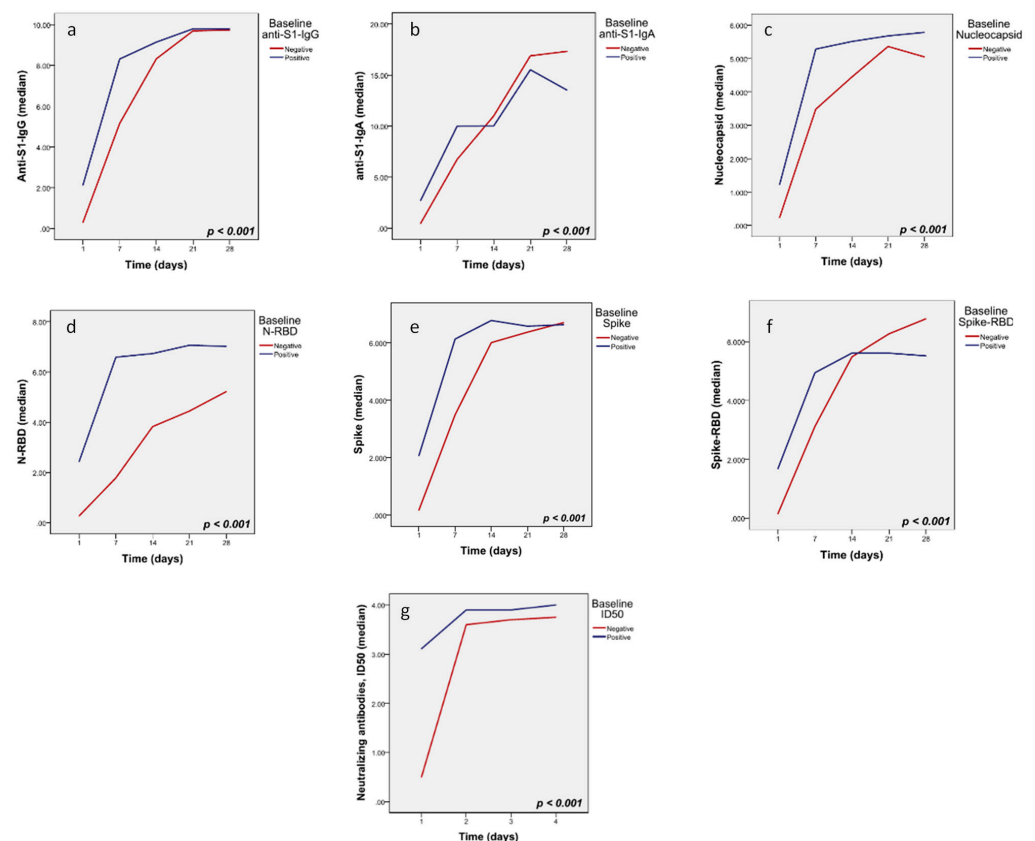 a
Baseline
anti-S1-IgG
Negative
Positive
Anti-S1-IgG (median)
10.00
8.00
6.00
4.00
2.00
.00
1 7 14 21 28
p < 0.001
Time (days)
b
Baseline
anti-S1-IgA
Negative
Positive
anti-S1-IgA (median)
20.00
15.00
10.00
5.00
.00
1 7 14 21 28
p < 0.001
Time (days)
c
Baseline
Nucleocapsid
Negative
Positive
Nucleocapsid (median)
6.000
5.000
4.000
3.000
2.000
1.000
.000
1 7 14 21 28
p < 0.001
Time (days)
d
Baseline
N-RBD
Negative
Positive
N-RBD (median)
8.00
6.00
4.00
2.00
.00
1 7 14 21 28
p < 0.001
Time (days)
e
Baseline
Spike
Negative
Positive
Spike (median)
6.000
4.000
2.000
.000
1 7 14 21 28
p < 0.001
Time (days)
f
Baseline
Spike-RBD
Negative
Positive
Spike-RBD (median)
6.000
4.000
2.000
.000
1 7 14 21 28
p < 0.001
Time (days)
g
Baseline
ID50
Negative
Positive
Neutralizing antibodies, ID50 (median)
4.00
3.00
2.00
1.00
.00
1 2 3 4
p < 0.001
Time (days)